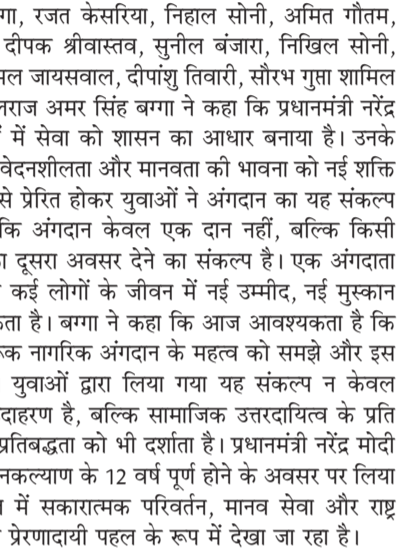 गा, रजत केसरिया, निहाल सोनी, अमित गौतम,
दीपक श्रीवास्तव, सुनील बंजारा, निखिल सोनी,
मल जायसवाल, दीपांशु तिवारी, सौरभ गुप्ता शामिल
नराज अमर सिंह बग्गा ने कहा कि प्रधानमंत्री नरेंद्र
में सेवा को शासन का आधार बनाया है। उनके
वेदनशीलता और मानवता की भावना को नई शक्ति
से प्रेरित होकर युवाओं ने अंगदान का यह संकल्प
कि अंगदान केवल एक दान नहीं, बल्कि किसी
दूसरा अवसर देने का संकल्प है। एक अंगदाता
कई लोगों के जीवन में नई उम्मीद, नई मुस्कान
ता है। बग्गा ने कहा कि आज आवश्यकता है कि
क नागरिक अंगदान के महत्व को समझे और इस
युवाओं द्वारा लिया गया यह संकल्प न केवल
दाहरण है, बल्कि सामाजिक उत्तरदायित्व के प्रति
प्रतिबद्धता को भी दर्शाता है। प्रधानमंत्री नरेंद्र मोदी
नकल्याण के 12 वर्ष पूर्ण होने के अवसर पर लिया
में सकारात्मक परिवर्तन, मानव सेवा और राष्ट्र
प्रेरणादायी पहल के रूप में देखा जा रहा है।